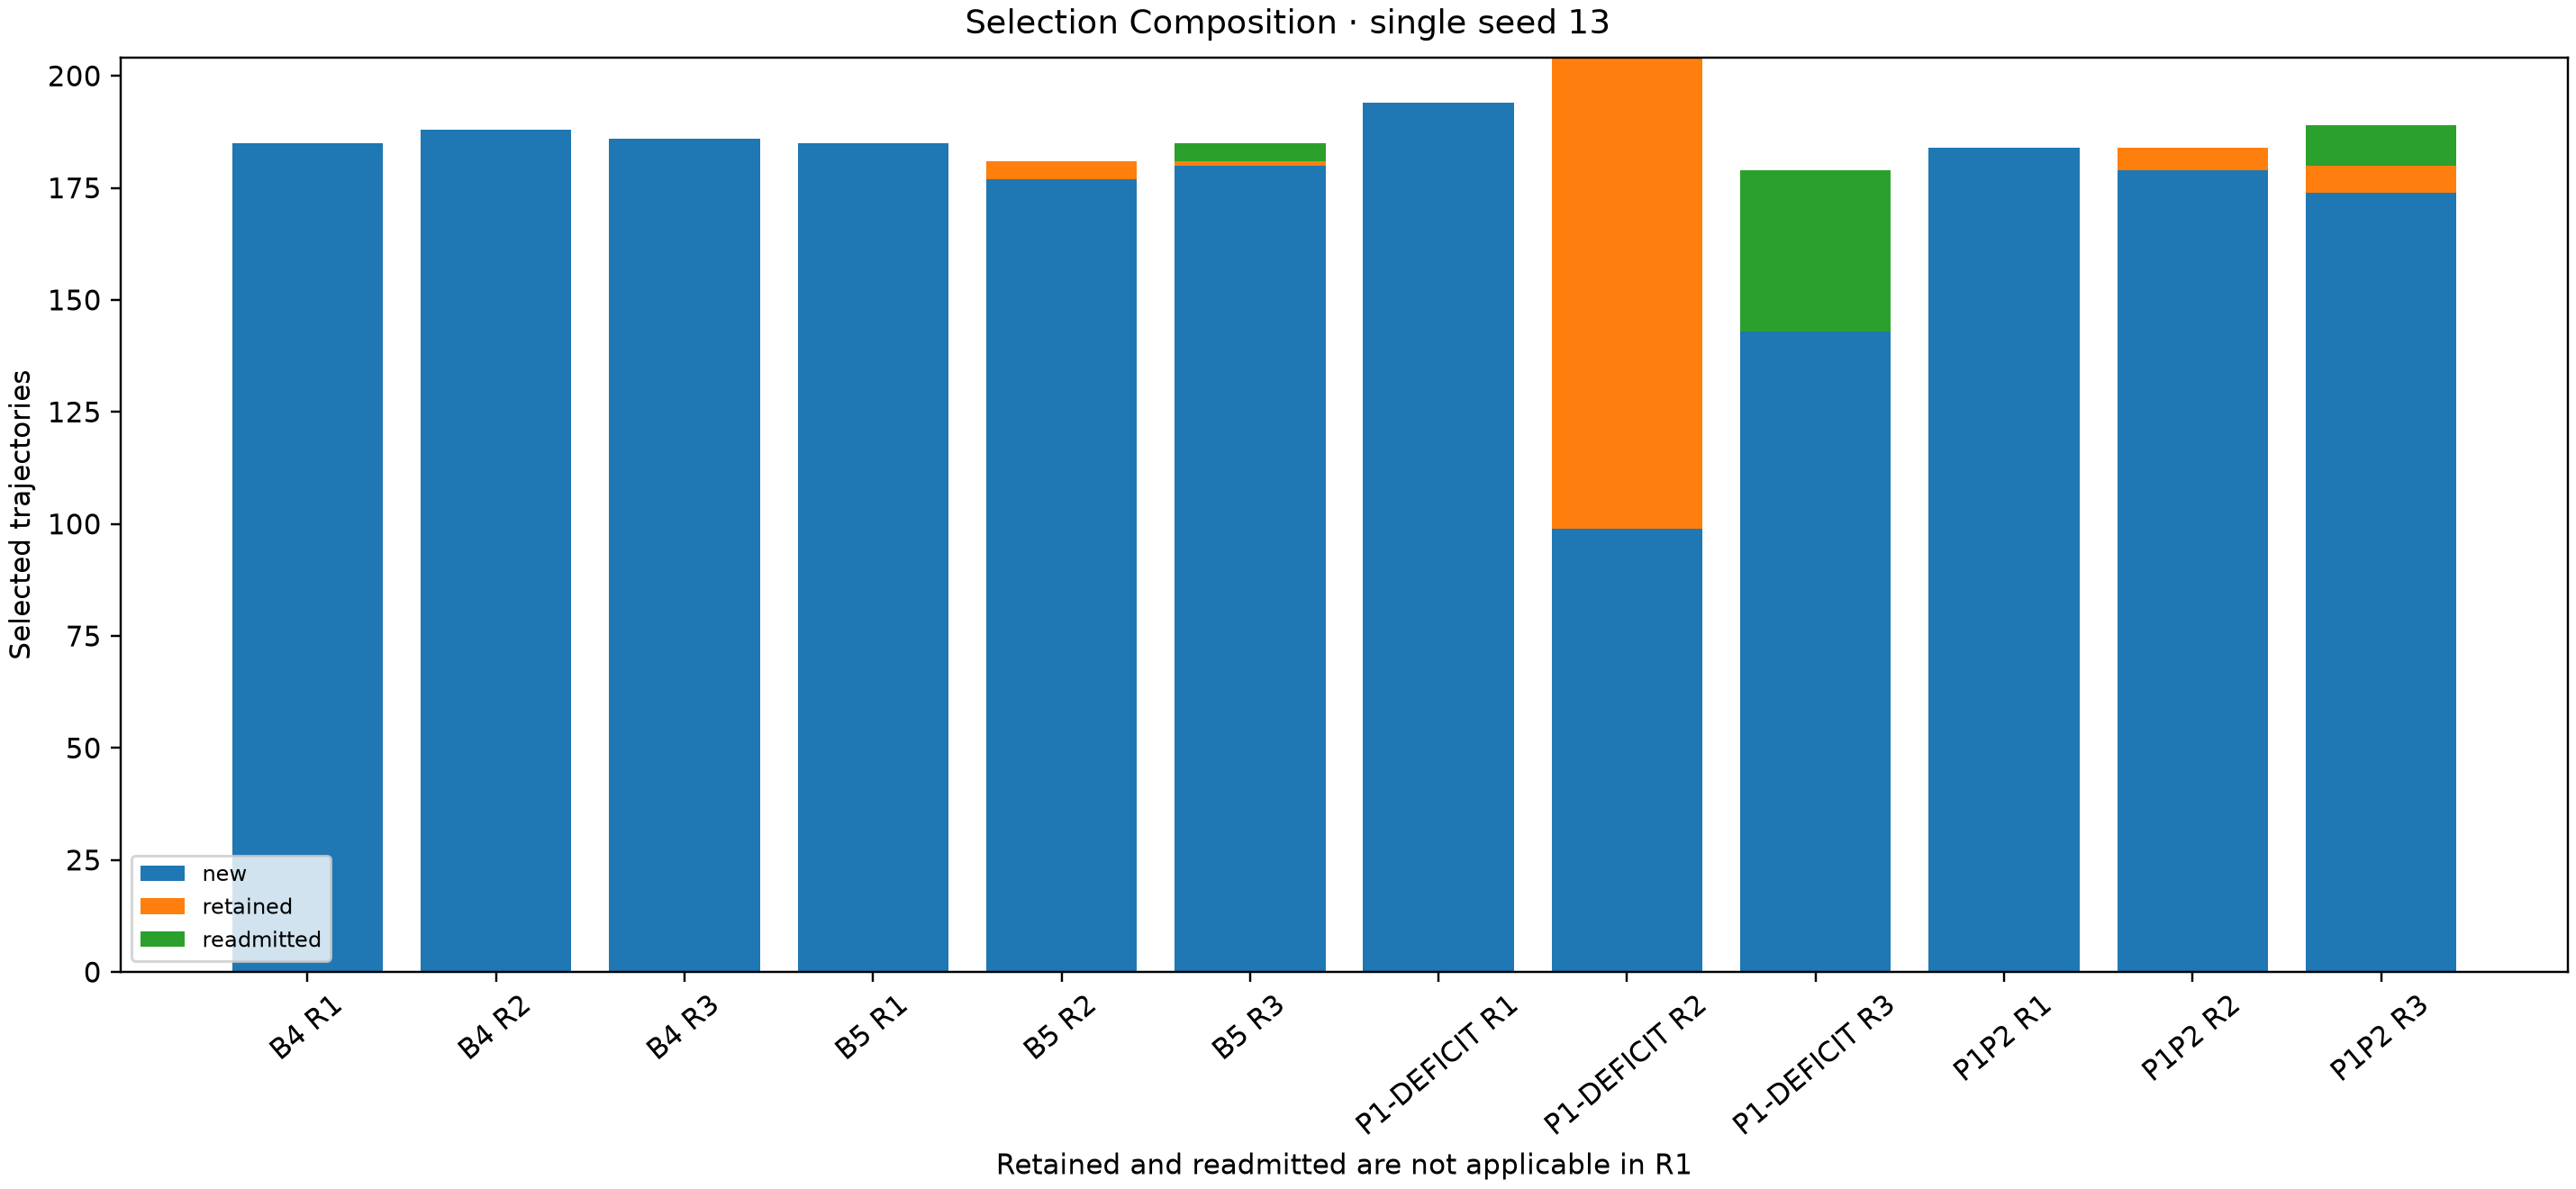 Selection Composition · single seed 13
Selected trajectories
200
175
150
125
100
75
50
25
0
new
retained
readmitted
B4 R1
B4 R2
B4 R3
B5 R1
B5 R2
B5 R3
P1-DEFICIT R1
P1-DEFICIT R2
P1-DEFICIT R3
P1P2 R1
P1P2 R2
P1P2 R3
Retained and readmitted are not applicable in R1